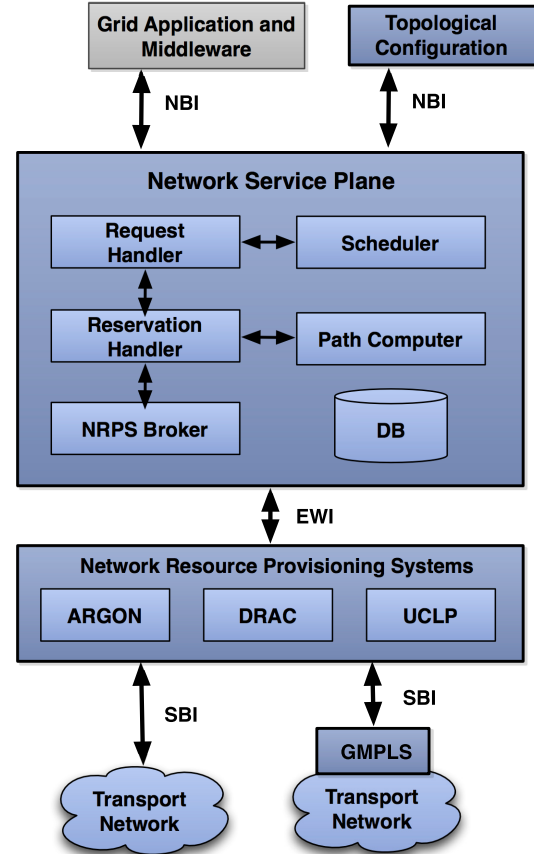 Grid Application and
Middleware
Topological
Configuration
NBI
NBI
Network Service Plane
Request
Handler
Scheduler
Reservation
Handler
Path Computer
NRPS Broker
DB
EWI
Network Resource Provisioning Systems
ARGON
DRAC
UCLP
SBI
SBI
GMPLS
Transport
Network
Transport
Network